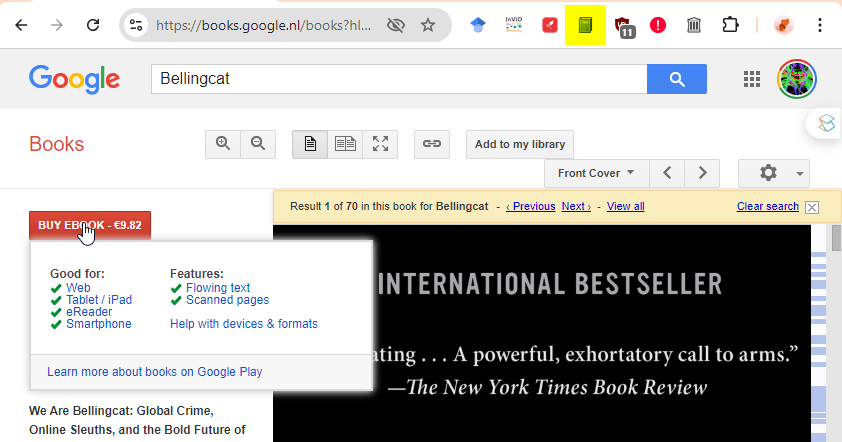 https://books.google.nl/books?hl...
InVID
11
Google
Bellingcat
Books
Add to my library
Front Cover
BUY EBOOK - €9.82
Result 1 of 70 in this book for Bellingcat - ‹ Previous Next › - View all Clear search
Good for:
Web
Tablet / iPad
eReader
Smartphone
Features:
Flowing text
Scanned pages
Help with devices & formats
Learn more about books on Google Play
We Are Bellingcat: Global Crime,
Online Sleuths, and the Bold Future of
INTERNATIONAL BESTSELLER
ating . . . A powerful, exhortatory call to arms.”
—The New York Times Book Review